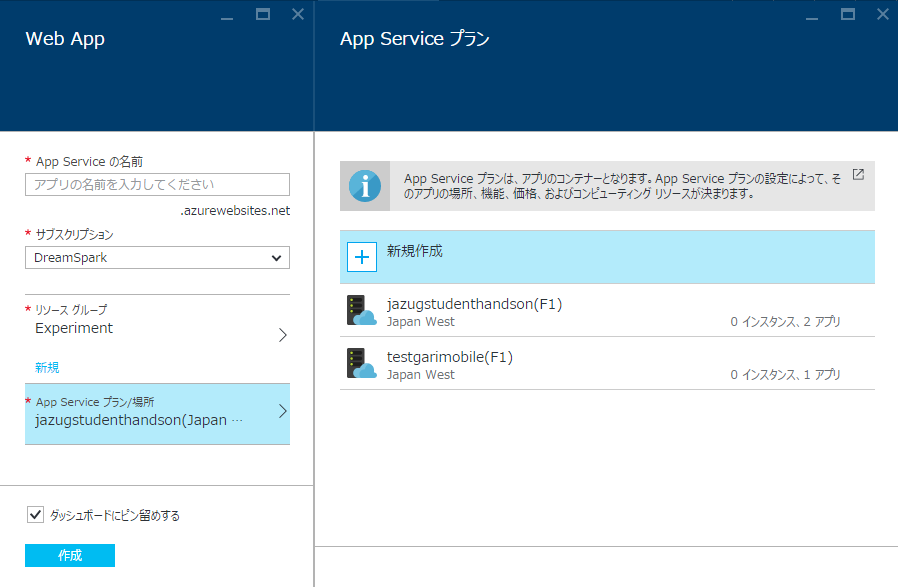 Web App
* App Service の名前
アプリの名前を入力してください
.azurewebsites.net
* サブスクリプション
DreamSpark
* リソース グループ
Experiment
新規
* App Service プラン/場所
jazugstudenthandson(Japan ...
ダッシュボードにピン留めする
作成
App Service プラン
App Service プランは、アプリのコンテナーとなります。App Service プランの設定によって、そ
のアプリの場所、機能、価格、およびコンピューティング リソースが決まります。
新規作成
jazugstudenthandson(F1)
Japan West
0 インスタンス、2 アプリ
testgarimobile(F1)
Japan West
0 インスタンス、1 アプリ